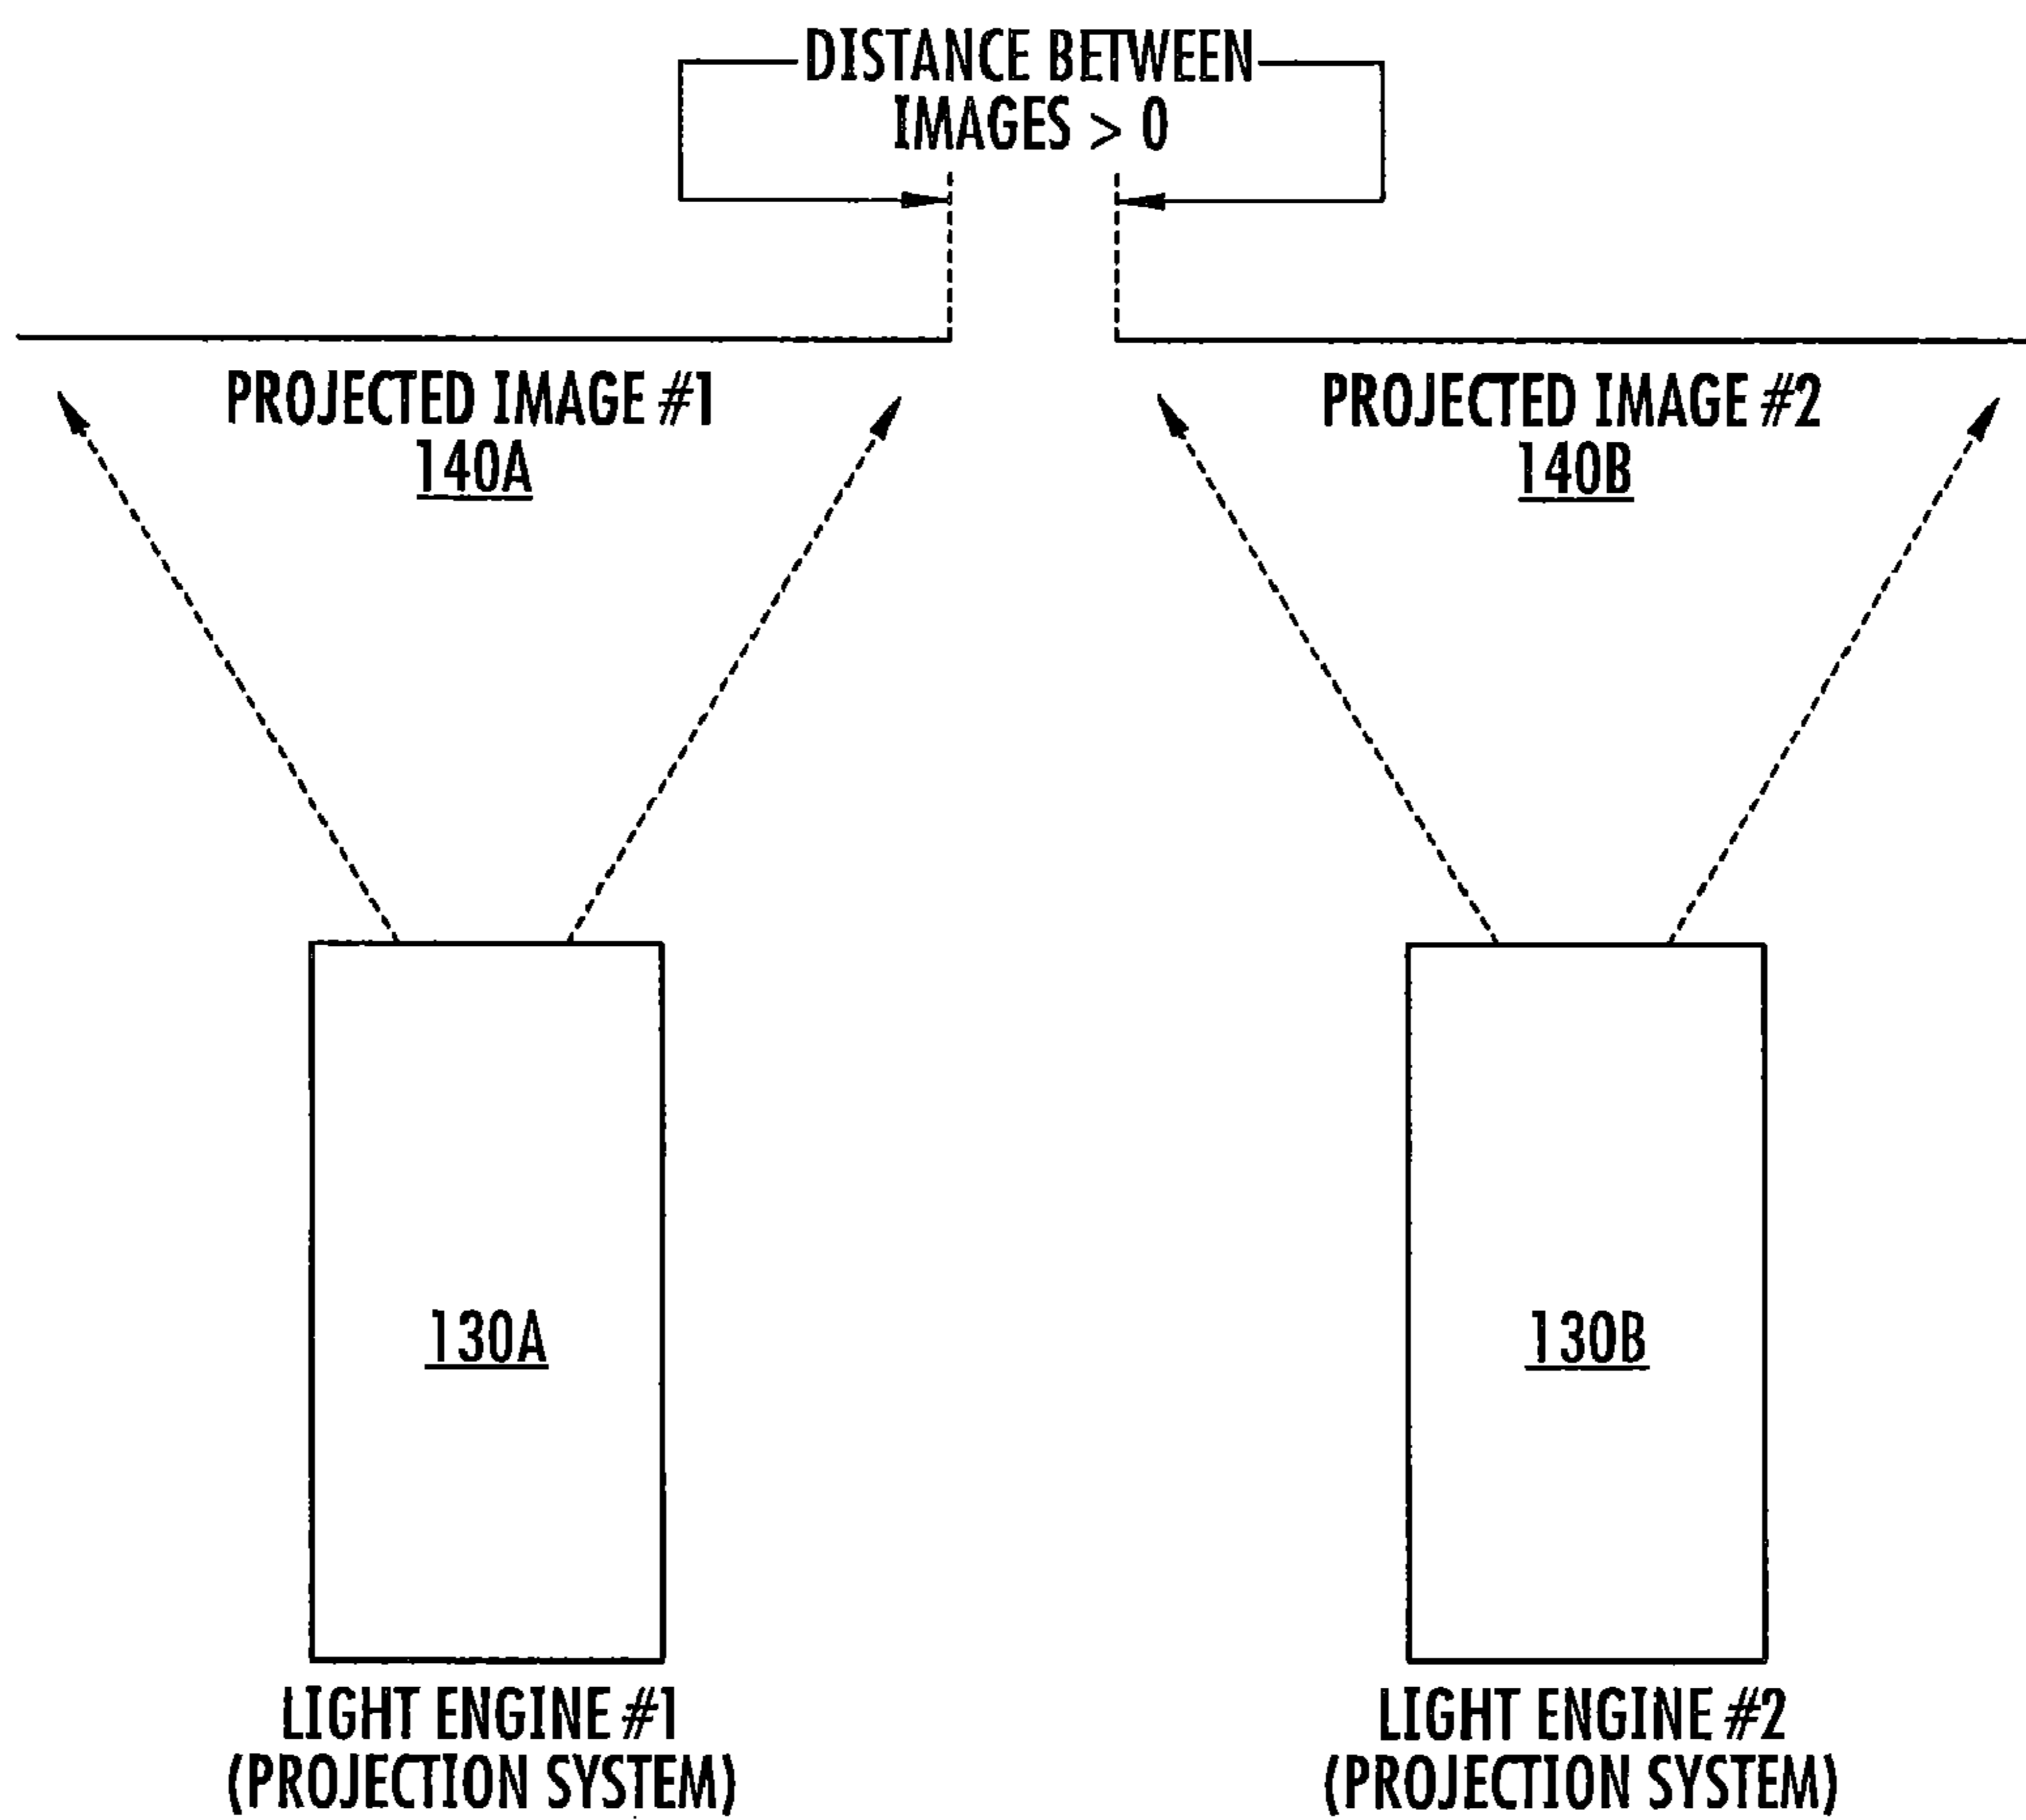 DISTANCE BETWEEN
IMAGES > 0
PROJECTED IMAGE #1
140A
PROJECTED IMAGE #2
140B
130A
130B
LIGHT ENGINE #1
(PROJECTION SYSTEM)
LIGHT ENGINE #2
(PROJECTION SYSTEM)